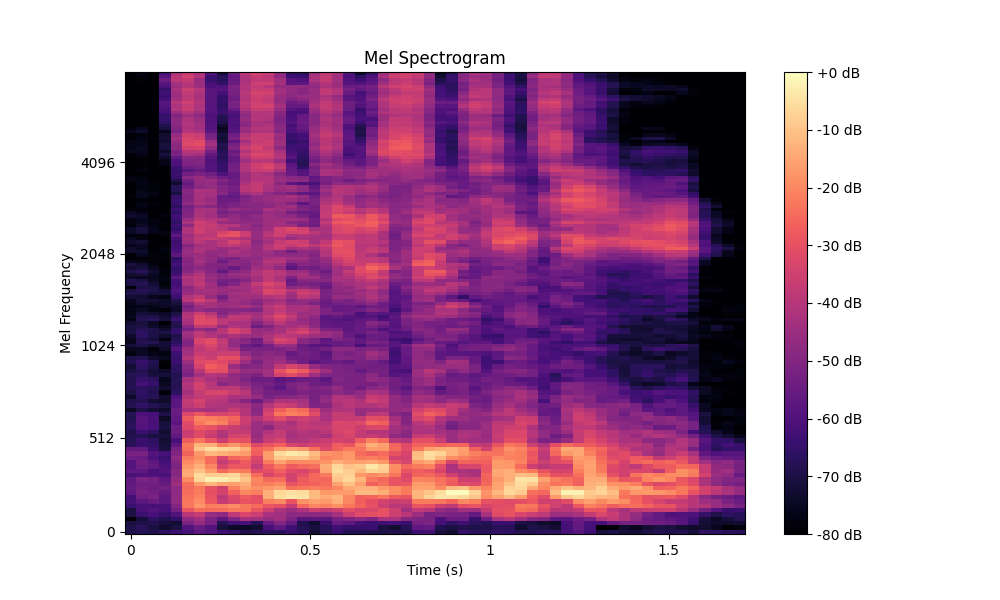 Mel Spectrogram
Mel Frequency
4096
2048
1024
512
0
0
0.5
1
1.5
Time (s)
+0 dB
-10 dB
-20 dB
-30 dB
-40 dB
-50 dB
-60 dB
-70 dB
-80 dB